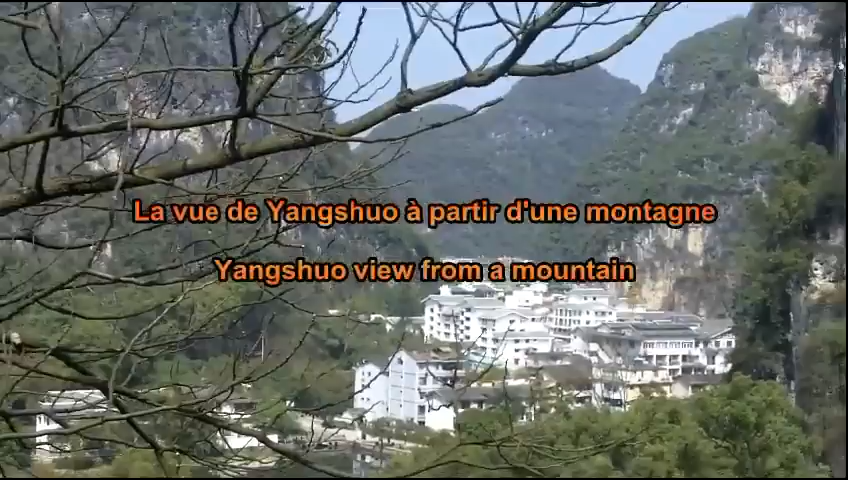 La vue de Yangshuo à partir d'une montagne
Yangshuo view from a mountain